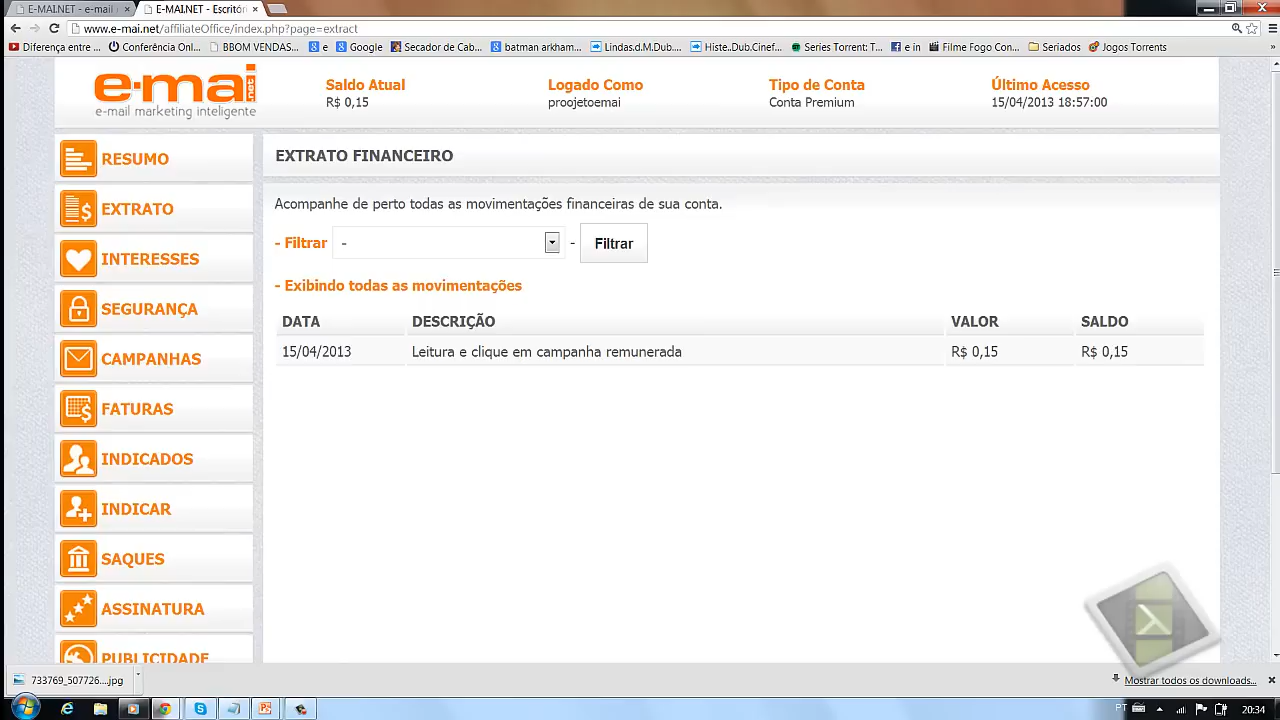 E-MAI.NET - e-mail
E-MAI.NET - Escritóri
www.e-mai.net/affiliateOffice/index.php?page=extract
Diferença entre ...
Conferência Onl...
BBOM VENDAS...
e
Google
Secador de Cab...
batman arkham...
Lindas.d.M.Dub....
Histe..Dub.Cinef...
Series Torrent: T...
e in
Filme Fogo Con...
Seriados
Jogos Torrents
e-mai.net
e-mail marketing inteligente
Saldo Atual
R$ 0,15
Logado Como
proojetoemai
Tipo de Conta
Conta Premium
Último Acesso
15/04/2013 18:57:00
RESUMO
EXTRATO
INTERESSES
SEGURANÇA
CAMPANHAS
FATURAS
INDICADOS
INDICAR
SAQUES
ASSINATURA
PUBLICIDADE
EXTRATO FINANCEIRO
Acompanhe de perto todas as movimentações financeiras de sua conta.
- Filtrar - - Filtrar
- Exibindo todas as movimentações
DATA DESCRIÇÃO VALOR SALDO
15/04/2013 Leitura e clique em campanha remunerada R$ 0,15 R$ 0,15
733769_507726....jpg
Mostrar todos os downloads...
PT
20:34